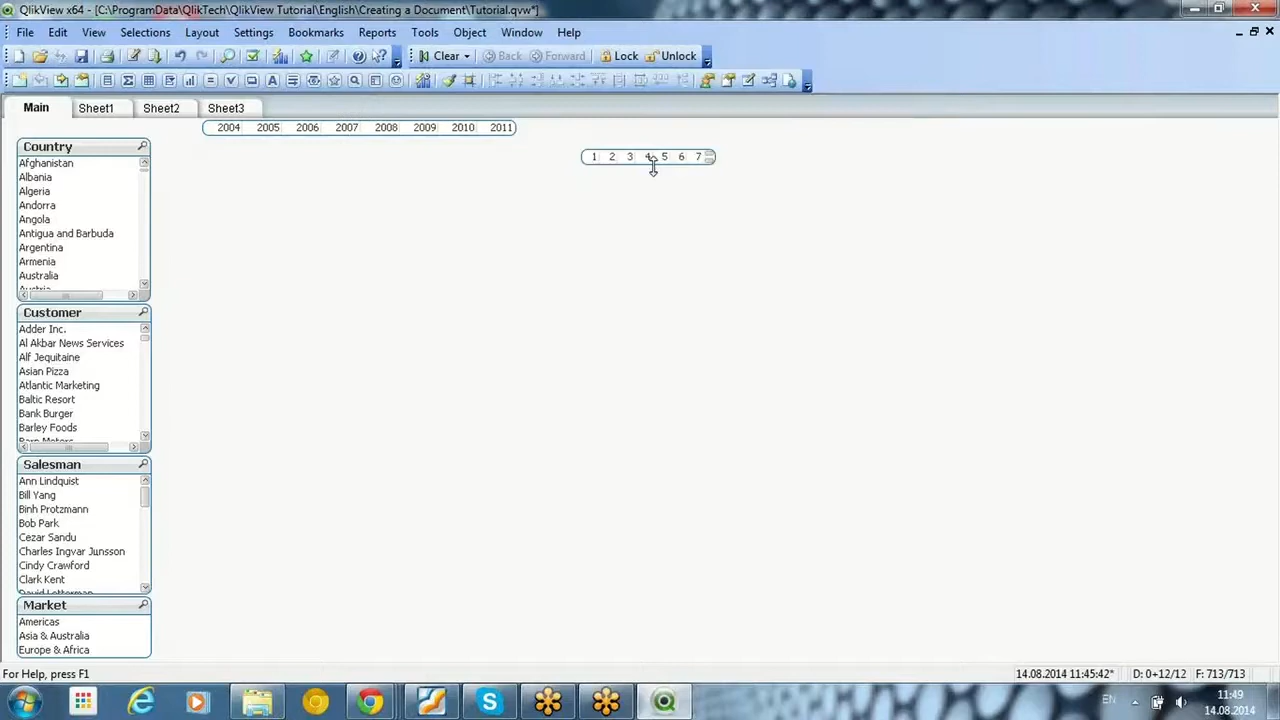 QlikView x64 - [C:\ProgramData\QlikTech\QlikView Tutorial\English\Creating a Document\Tutorial.qvw*]
File Edit View Selections Layout Settings Bookmarks Reports Tools Object Window Help
Clear Back Forward Lock Unlock
Main Sheet1 Sheet2 Sheet3
2004 2005 2006 2007 2008 2009 2010 2011
1 2 3 4 5 6 7
Country
Afghanistan
Albania
Algeria
Andorra
Angola
Antigua and Barbuda
Argentina
Armenia
Australia
Austria
Customer
Adder Inc.
Al Akbar News Services
Alf Jequitaine
Asian Pizza
Atlantic Marketing
Baltic Resort
Bank Burger
Barley Foods
Barn Motors
Salesman
Ann Lindquist
Bill Yang
Binh Protzmann
Bob Park
Cezar Sandu
Charles Ingvar Junsson
Cindy Crawford
Clark Kent
David Letterman
Market
Americas
Asia & Australia
Europe & Africa
For Help, press F1
14.08.2014 11:45:42* D: 0+12/12 F: 713/713
EN
11:49
14.08.2014